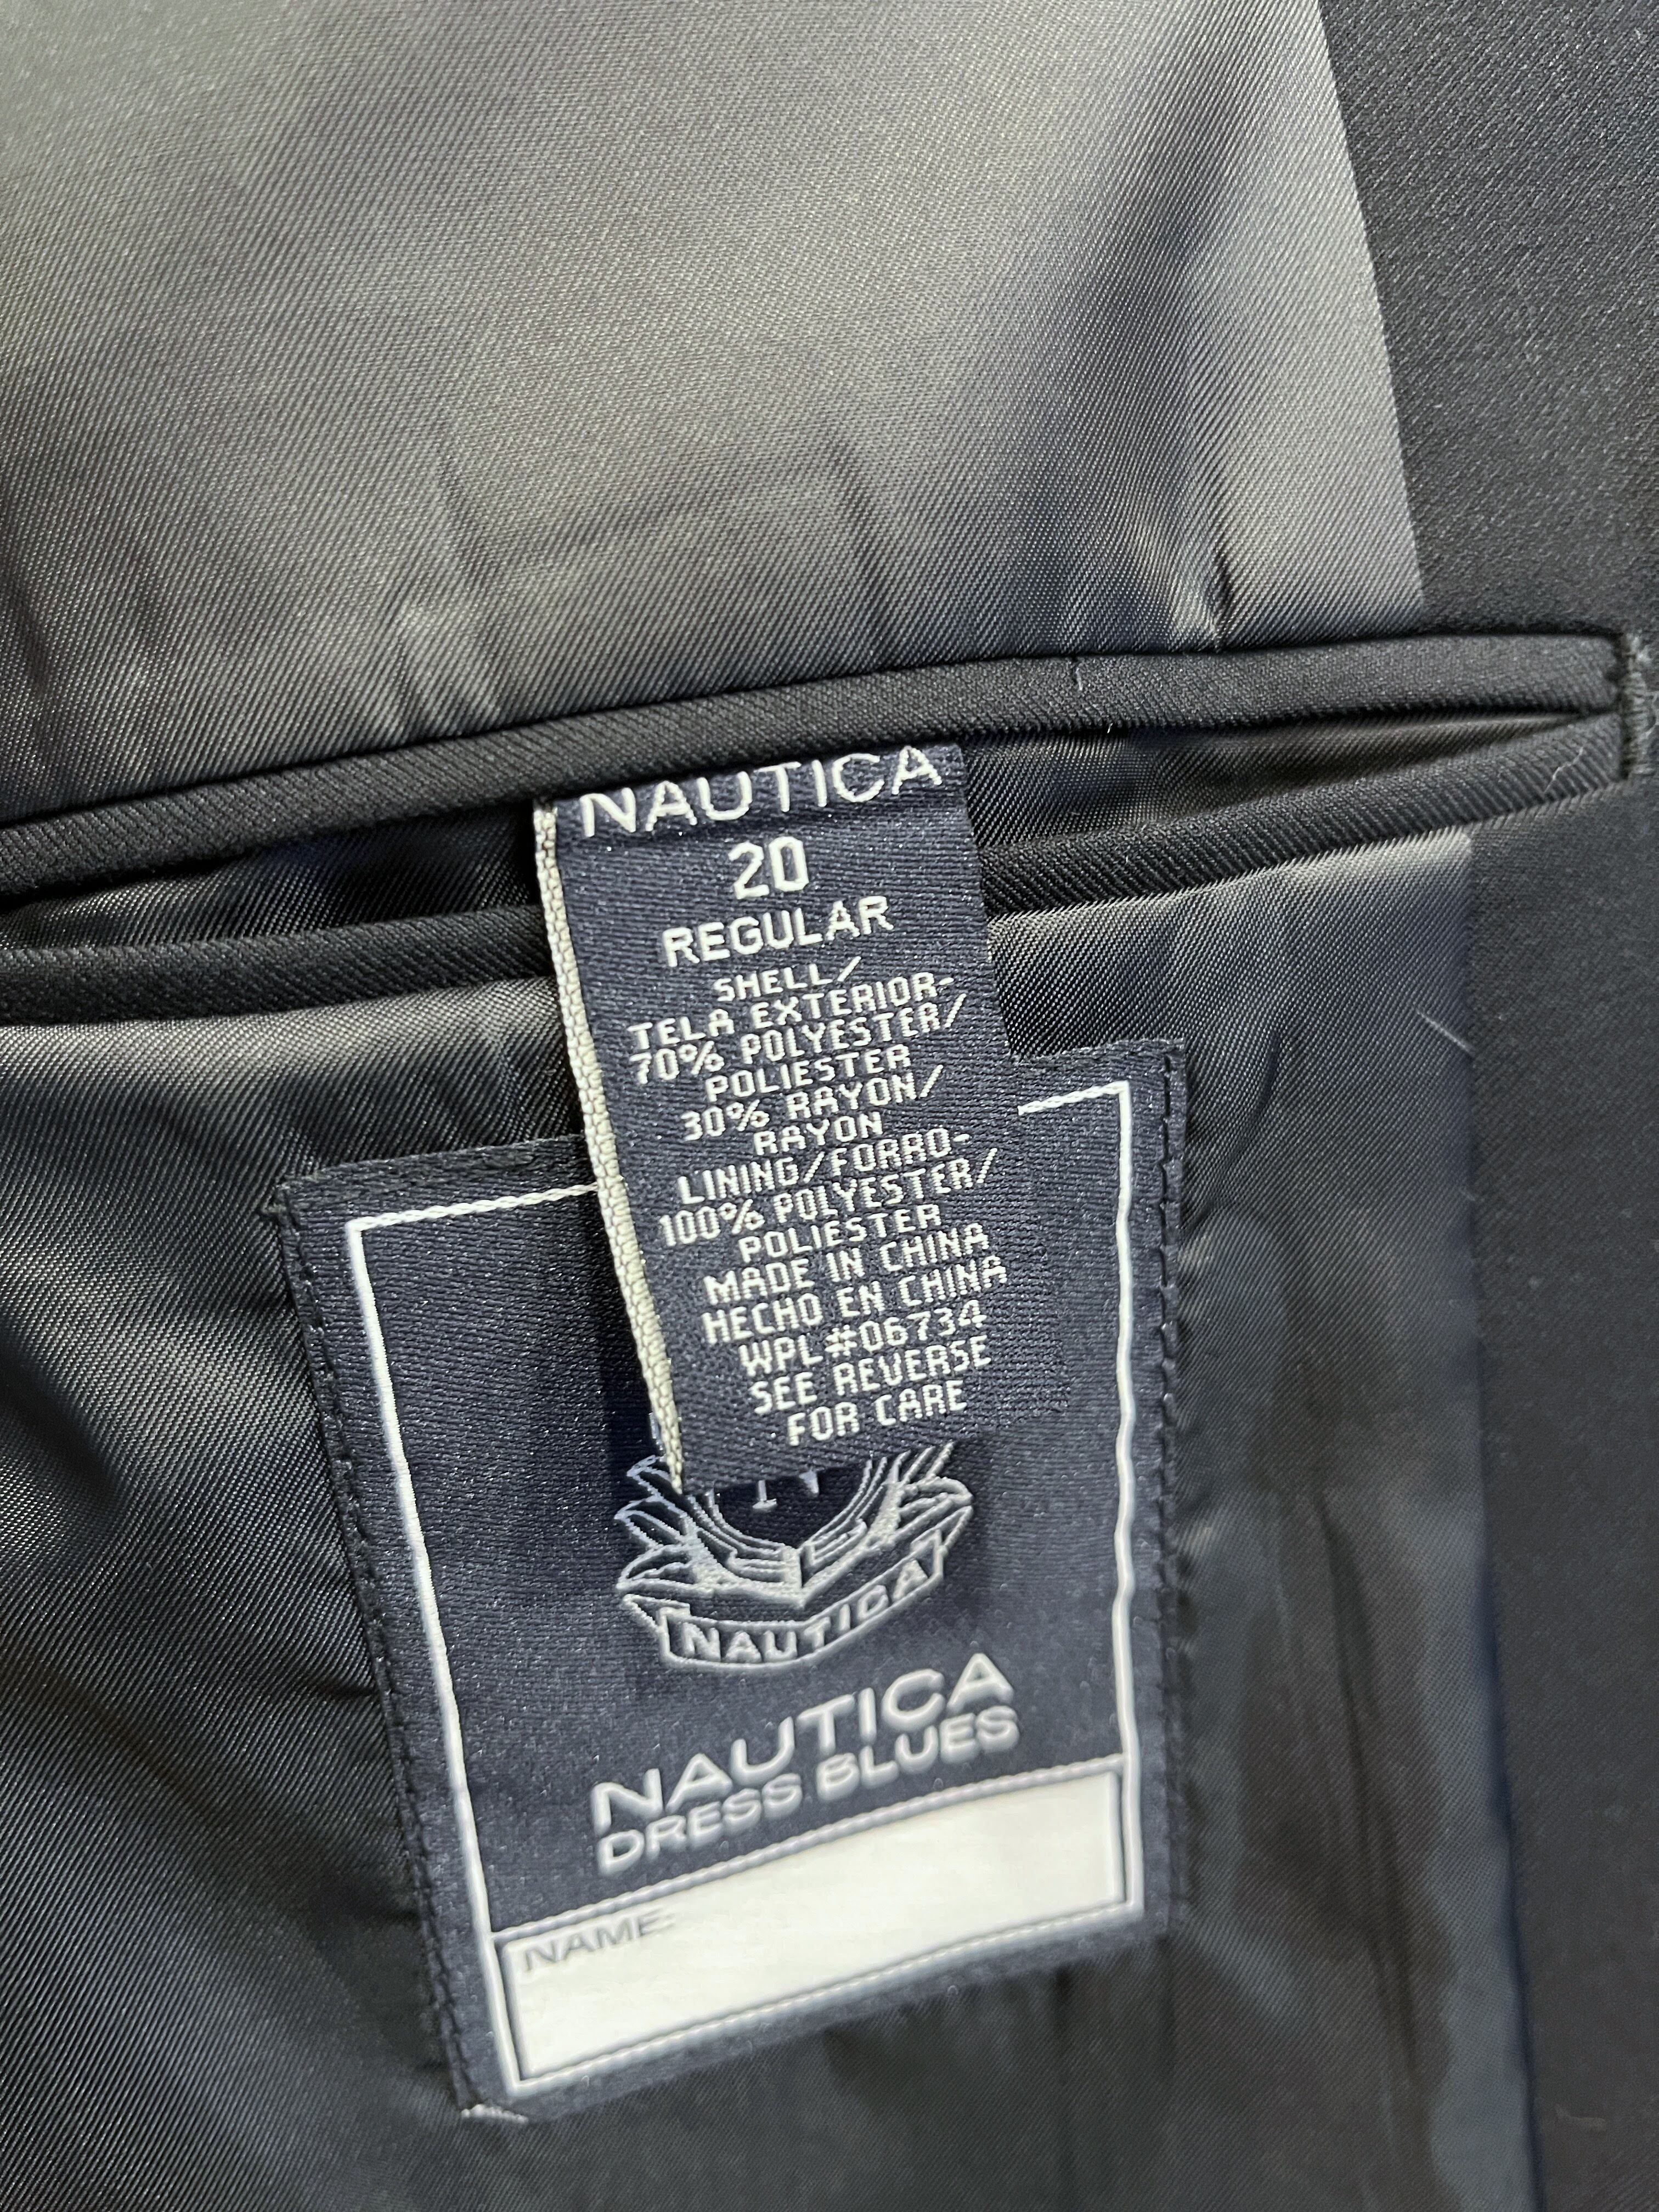 NAUTICA
20
REGULAR
SHELL/
TELA EXTERIOR-
70% POLYESTER/
POLIESTER
30% RAYON/
RAYON
LINING/FORRO-
100% POLYESTER/
POLIESTER
MADE IN CHINA
HECHO EN CHINA
WPL#06734
SEE REVERSE
FOR CARE
NAUTICA
NAUTICA
DRESS BLUES
NAME: